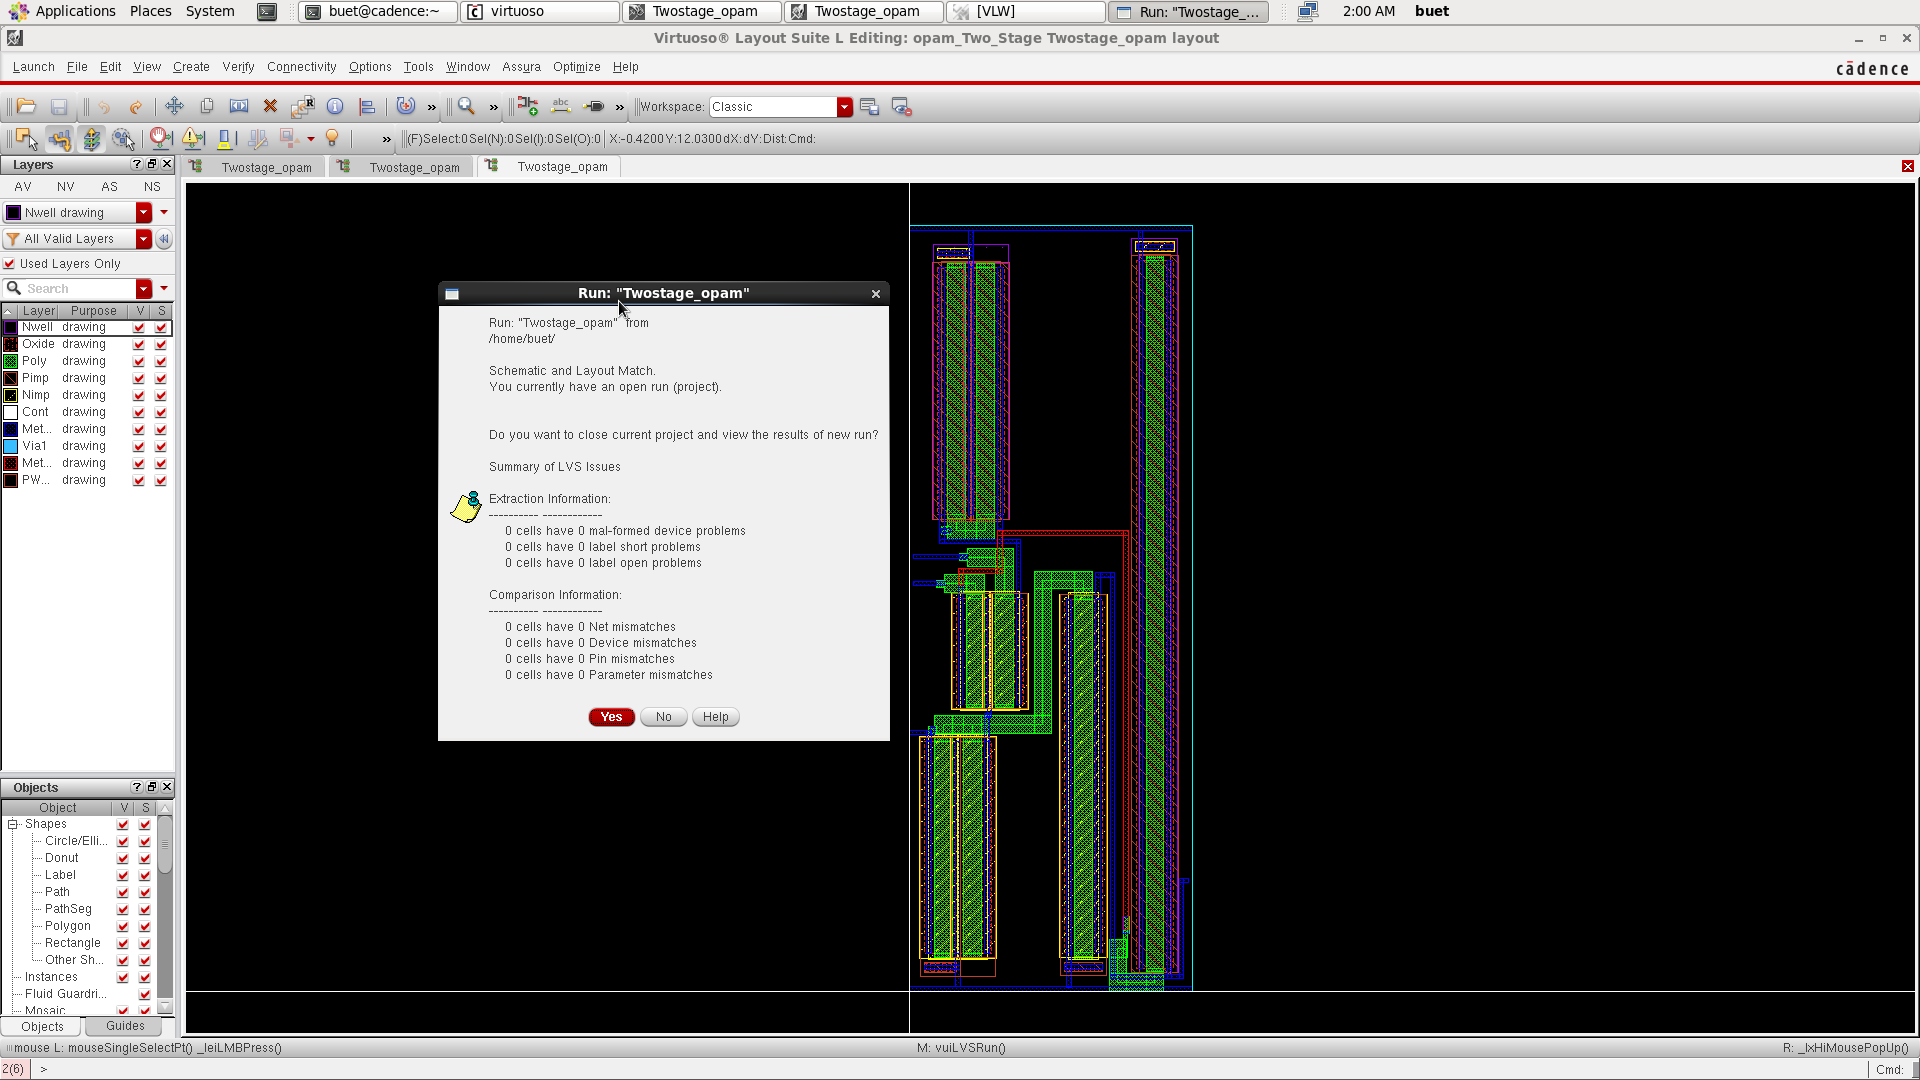 Applications Places System buet@cadence:~ virtuoso Twostage_opam Twostage_opam [VLW] Run: "Twostage_... 2:00 AM buet
Virtuoso® Layout Suite L Editing: opam_Two_Stage Twostage_opam layout
Launch File Edit View Create Verify Connectivity Options Tools Window Assura Optimize Help
cādence
» » » Workspace: Classic
» (F)Select:0 Sel(N):0 Sel(I):0 Sel(O):0 X:-0.4200 Y:12.0300 dX: dY: Dist: Cmd:
Layers
Twostage_opam Twostage_opam Twostage_opam
AV NV AS NS
Nwell drawing
All Valid Layers
Used Layers Only
Search
Layer Purpose V S
Nwell drawing
Oxide drawing
Poly drawing
Pimp drawing
Nimp drawing
Cont drawing
Met... drawing
Via1 drawing
Met... drawing
PW... drawing
Run: "Twostage_opam"
Run: "Twostage_opam" from
/home/buet/
Schematic and Layout Match.
You currently have an open run (project).
Do you want to close current project and view the results of new run?
Summary of LVS Issues
Extraction Information:
---------- ------------
0 cells have 0 mal-formed device problems
0 cells have 0 label short problems
0 cells have 0 label open problems
Comparison Information:
---------- ------------
0 cells have 0 Net mismatches
0 cells have 0 Device mismatches
0 cells have 0 Pin mismatches
0 cells have 0 Parameter mismatches
Yes No Help
Objects
Object V S
Shapes
Circle/Elli...
Donut
Label
Path
PathSeg
Polygon
Rectangle
Other Sh...
Instances
Fluid Guardri...
Mosaic
Objects Guides
mouse L: mouseSingleSelectPt() _leiLMBPress() M: vuiLVSRun() R: _lxHiMousePopUp()
2(6) > Cmd: